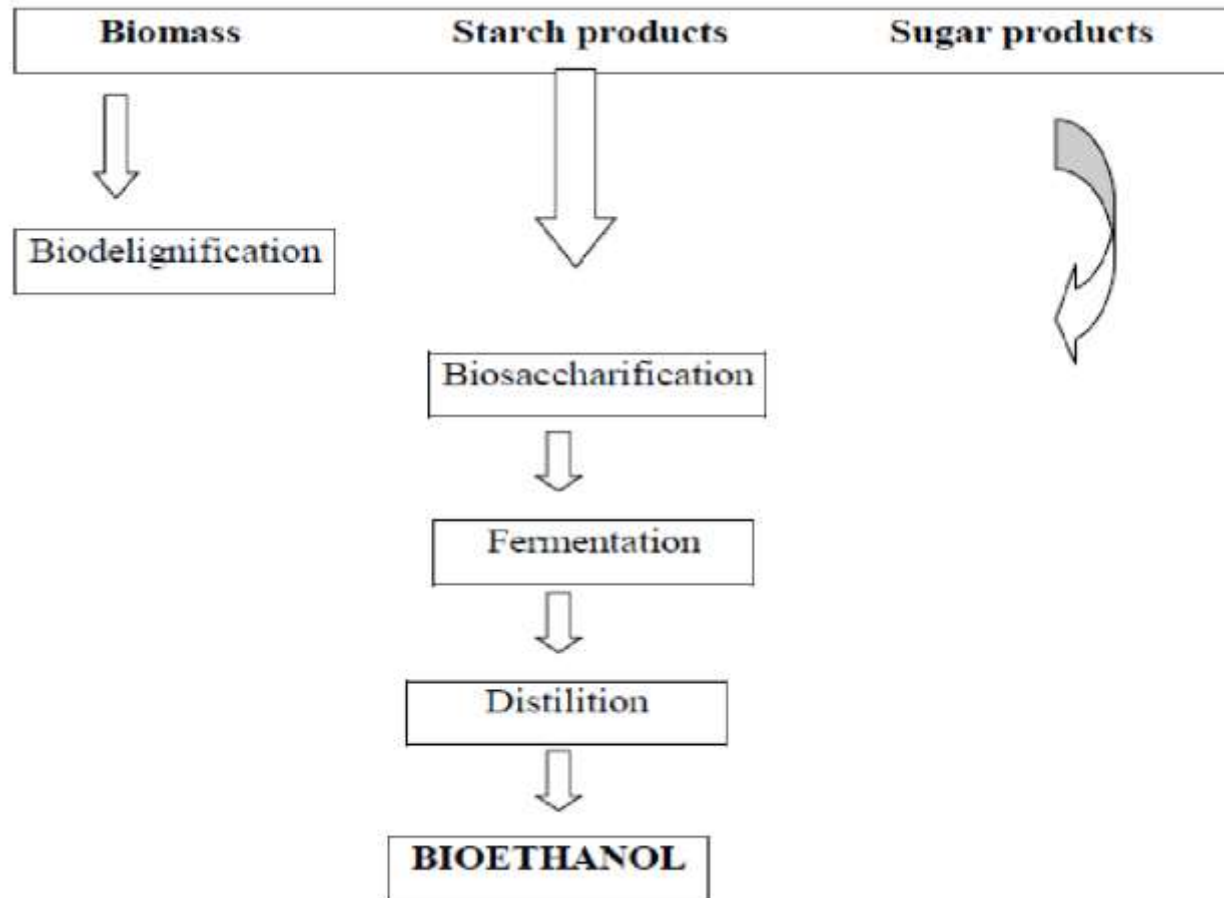 Biomass Starch products Sugar products
Biodelignification
Biosaccharification
Fermentation
Distilition
BIOETHANOL